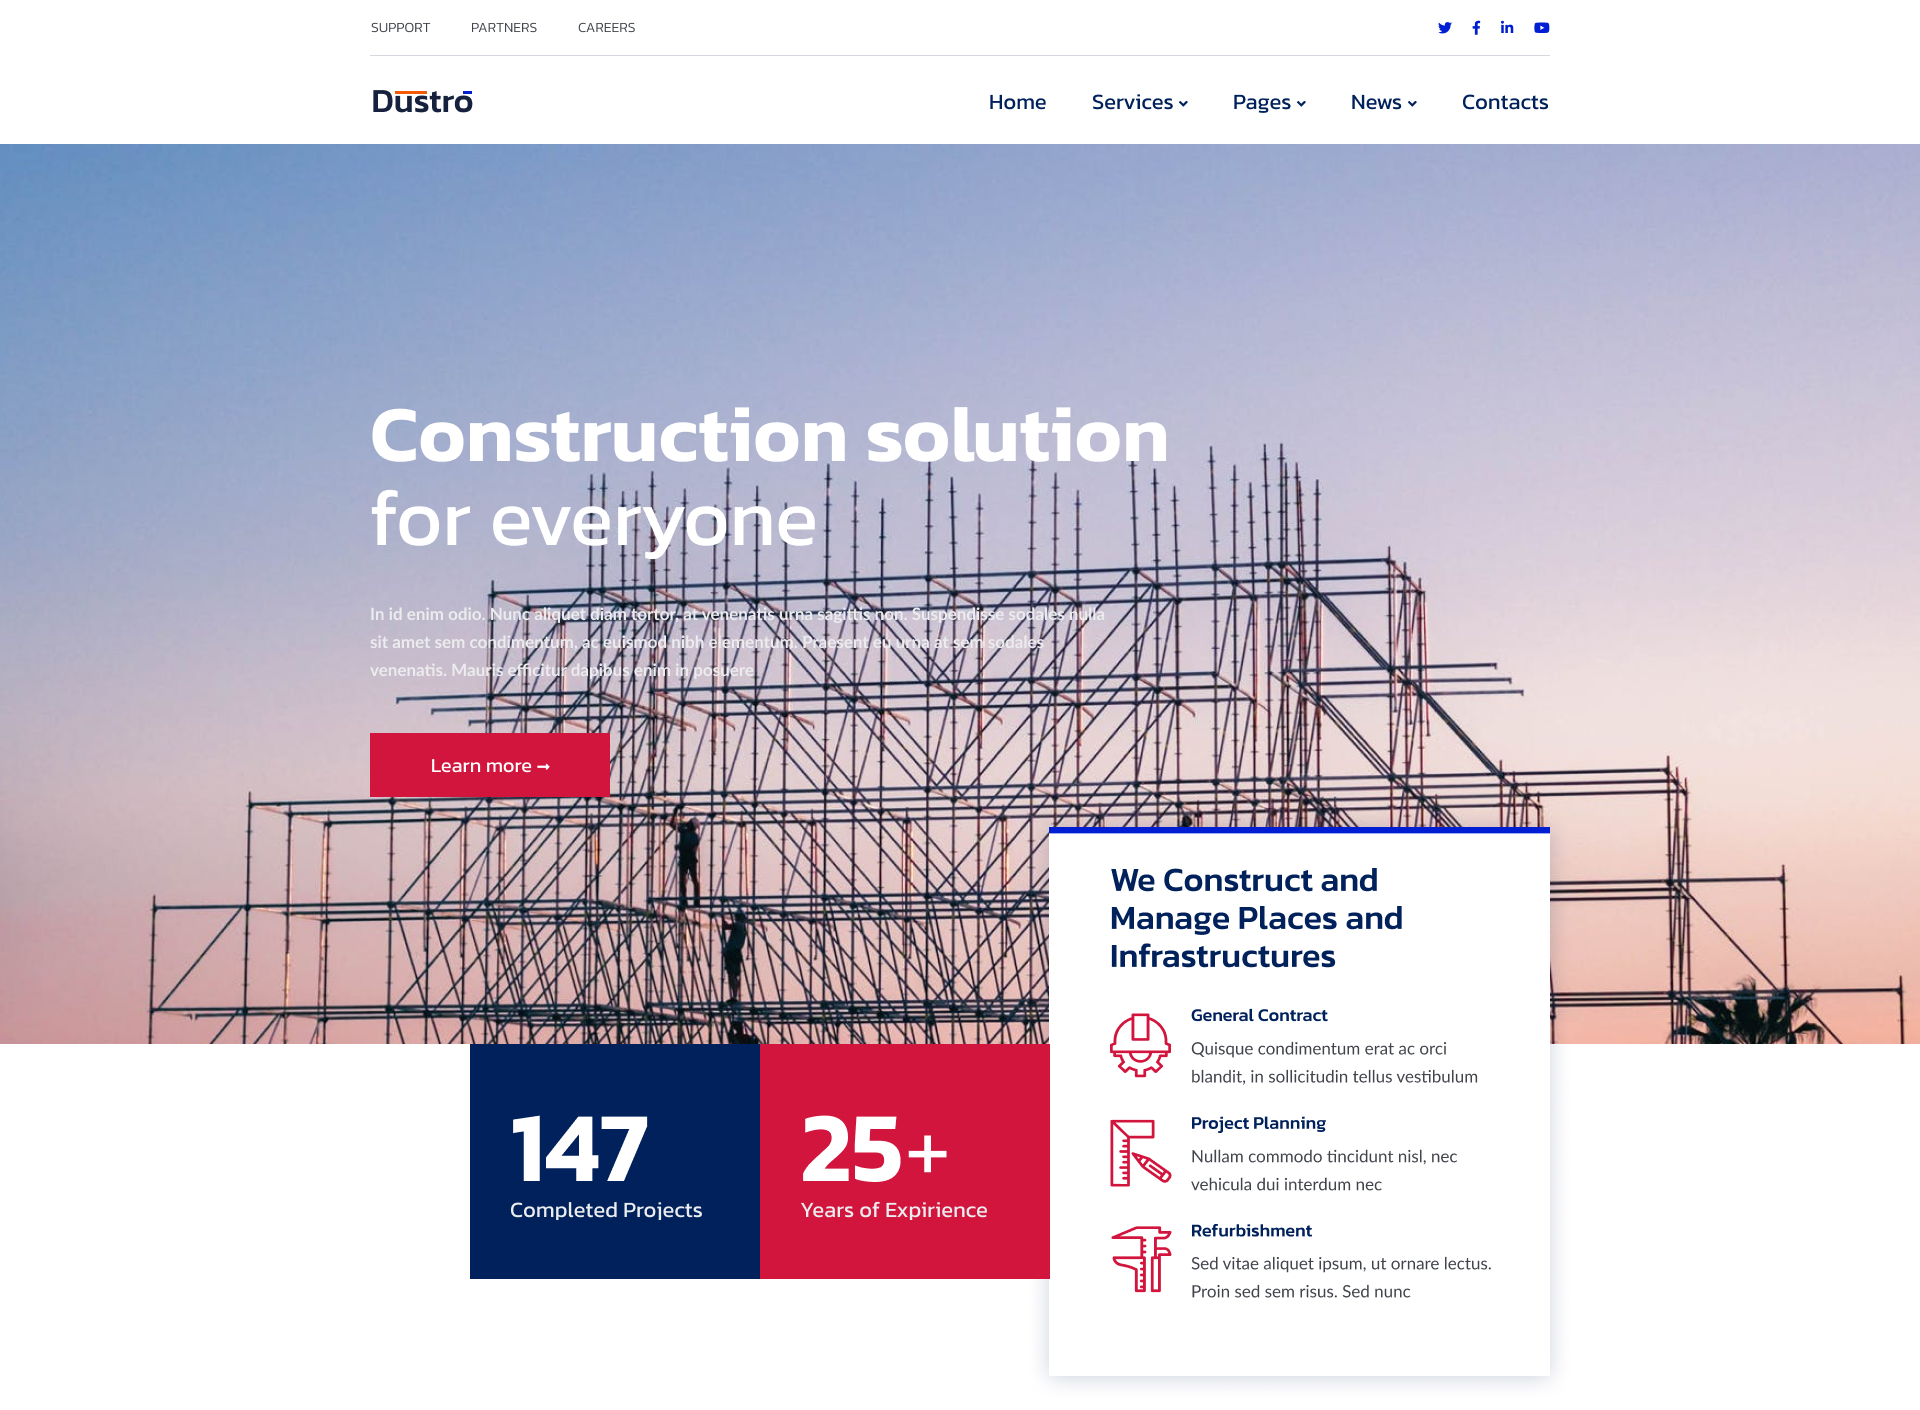 SUPPORT PARTNERS CAREERS
Dustro
Home Services Pages News Contacts
Construction solution
for everyone
In id enim odio. Nunc aliquet diam tortor, at venenatis urna sagittis non. Suspendisse sodales nulla
sit amet sem condimentum, ac euismod nibh elementum. Praesent eu urna at sem sodales
venenatis. Mauris efficitur dapibus enim in posuere
Learn more
We Construct and
Manage Places and
Infrastructures
General Contract
Quisque condimentum erat ac orci
blandit, in sollicitudin tellus vestibulum
Project Planning
Nullam commodo tincidunt nisl, nec
vehicula dui interdum nec
Refurbishment
Sed vitae aliquet ipsum, ut ornare lectus.
Proin sed sem risus. Sed nunc
147
Completed Projects
25+
Years of Expirience